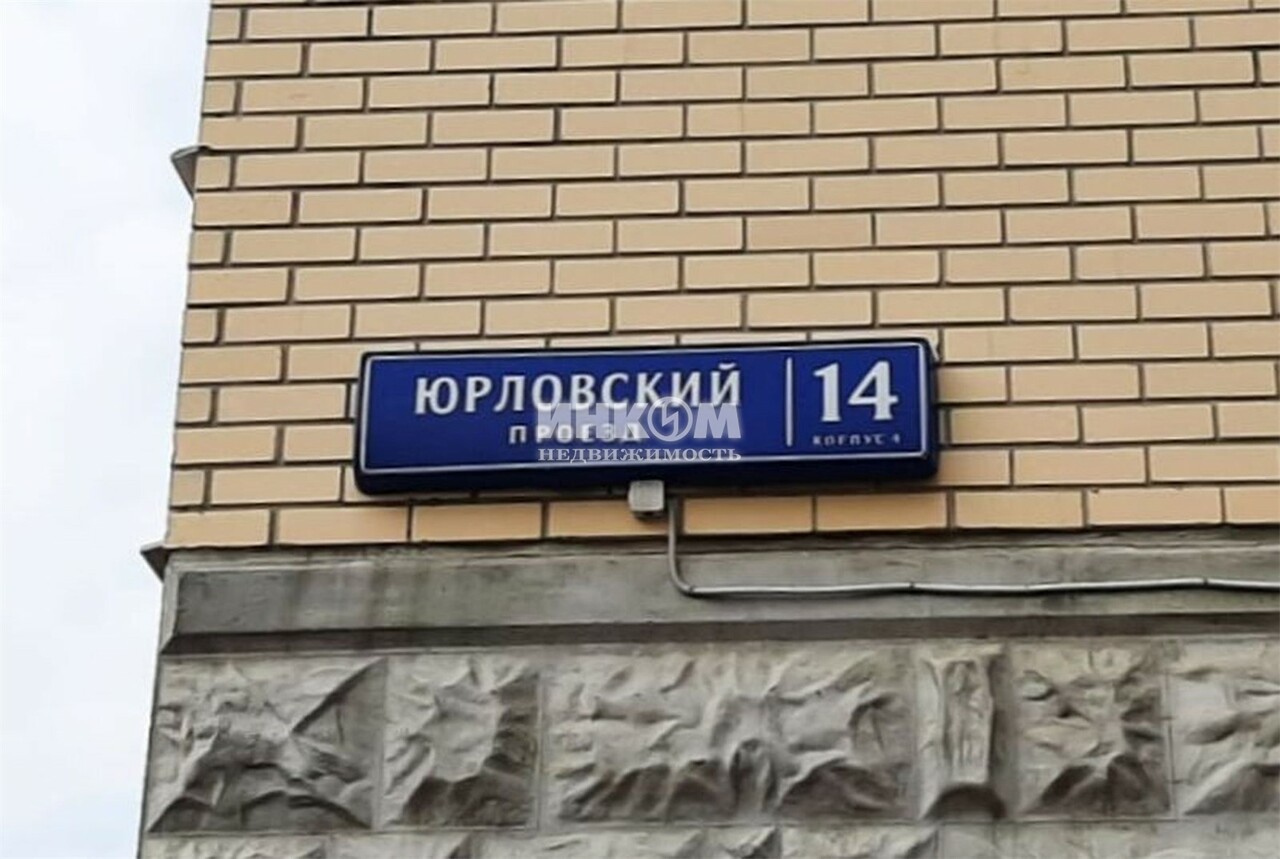 ЮРЛОВСКИЙ
ПРОЕЗД
14
КОРПУС 4
ИНКОМ
НЕДВИЖИМОСТЬ